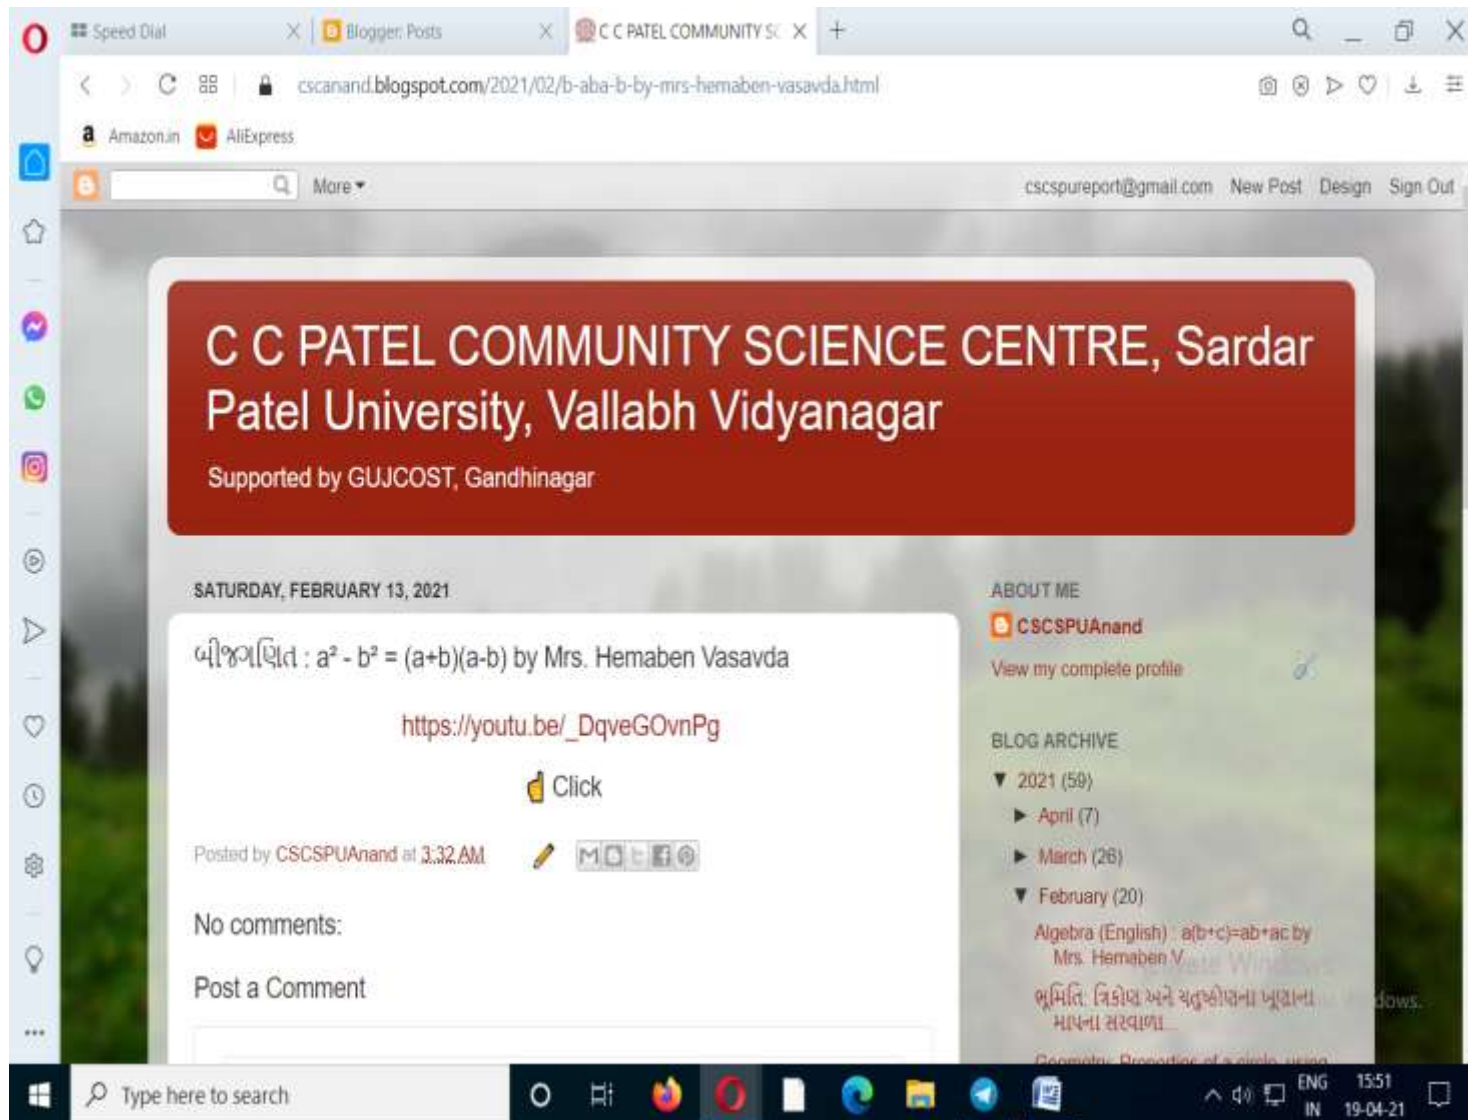 Speed Dial
Blogger: Posts
C C PATEL COMMUNITY SC
cscanand.blogspot.com/2021/02/b-aba-b-by-mrs-hemaben-vasavda.html
Amazon.in
AliExpress
More
cscspureport@gmail.com New Post Design Sign Out
C C PATEL COMMUNITY SCIENCE CENTRE, Sardar
Patel University, Vallabh Vidyanagar
Supported by GUJCOST, Gandhinagar
SATURDAY, FEBRUARY 13, 2021
બીજગણિત : a² - b² = (a+b)(a-b) by Mrs. Hemaben Vasavda
https://youtu.be/_DqveGOvnPg
☝ Click
Posted by CSCSPUAnand at 3:32 AM
No comments:
Post a Comment
ABOUT ME
CSCSPUAnand
View my complete profile
BLOG ARCHIVE
▼ 2021 (59)
► April (7)
► March (26)
▼ February (20)
Algebra (English) : a(b+c)=ab+ac by
Mrs. Hemaben V...
ભૂમિતિ: ત્રિકોણ અને ચતુષ્કોણના ખૂણાના
માપના સરવાળા...
Geometry: Properties of a circle, using
Type here to search
ENG
IN
15:51
19-04-21